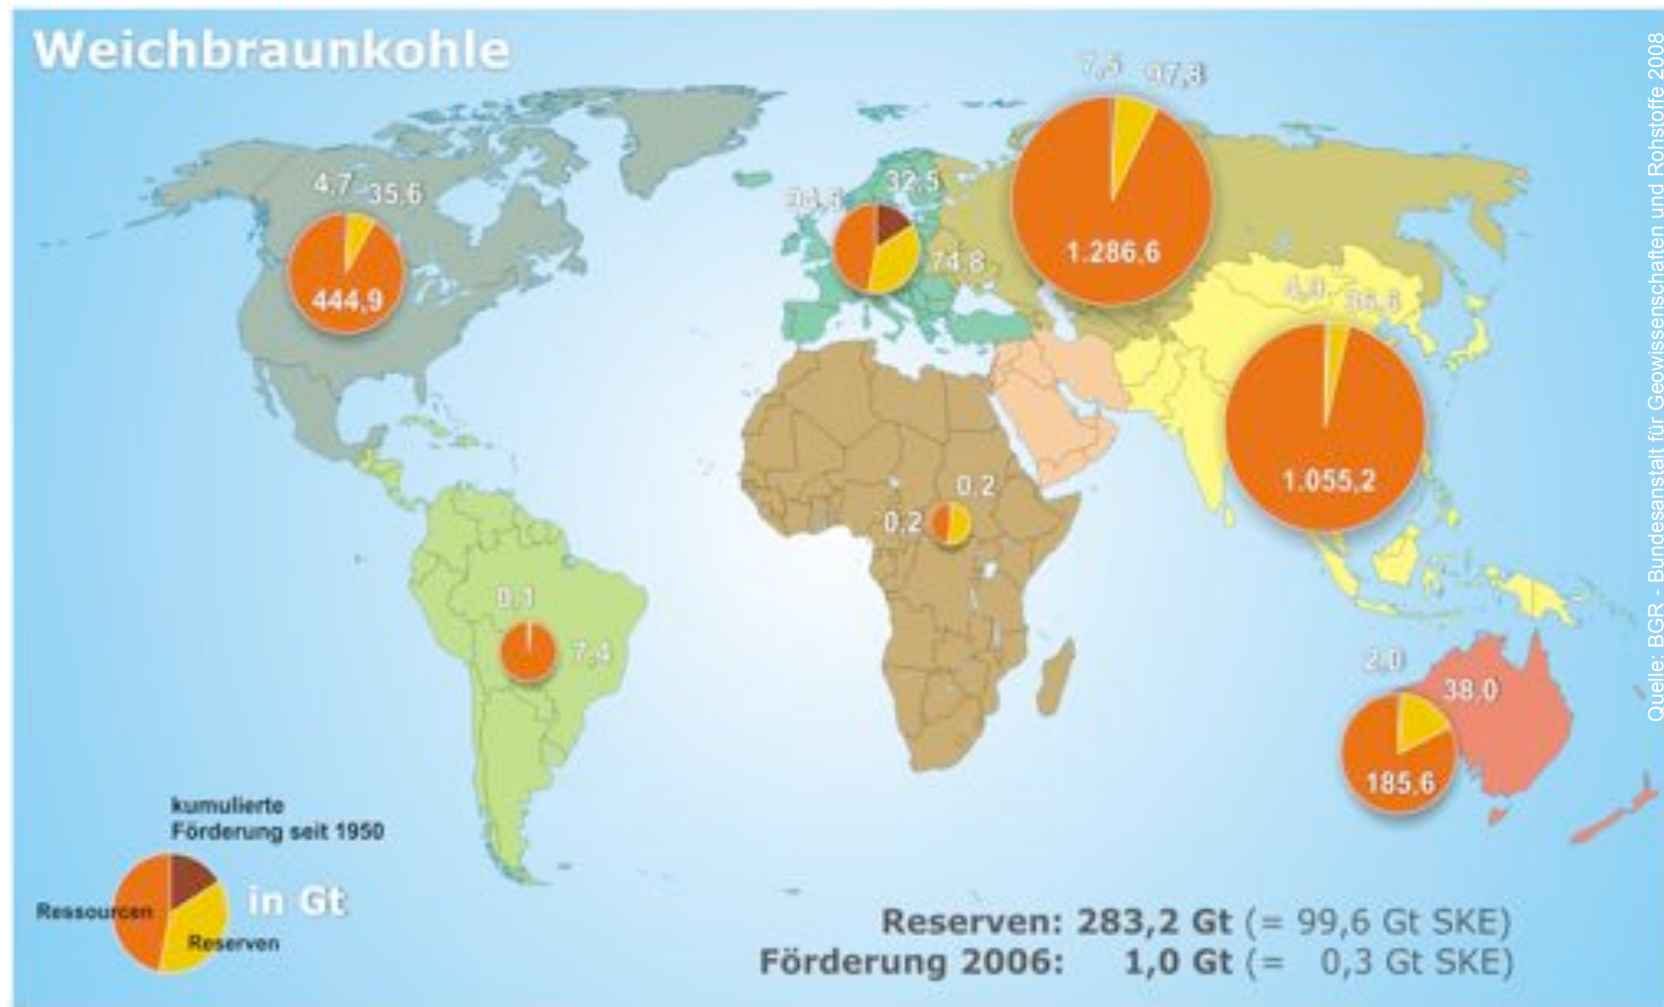 Weichbraunkohle
7,5 97,8
4,7 35,6
32,5
74,8
1.286,6
444,9
1.055,2
0,2
0,2
0,1
7,4
2,0
38,0
185,6
kumulierte
Förderung seit 1950
Ressourcen
in Gt
Reserven
Reserven: 283,2 Gt (= 99,6 Gt SKE)
Förderung 2006: 1,0 Gt (= 0,3 Gt SKE)
Quelle: BGR - Bundesanstalt für Geowissenschaften und Rohstoffe 2008